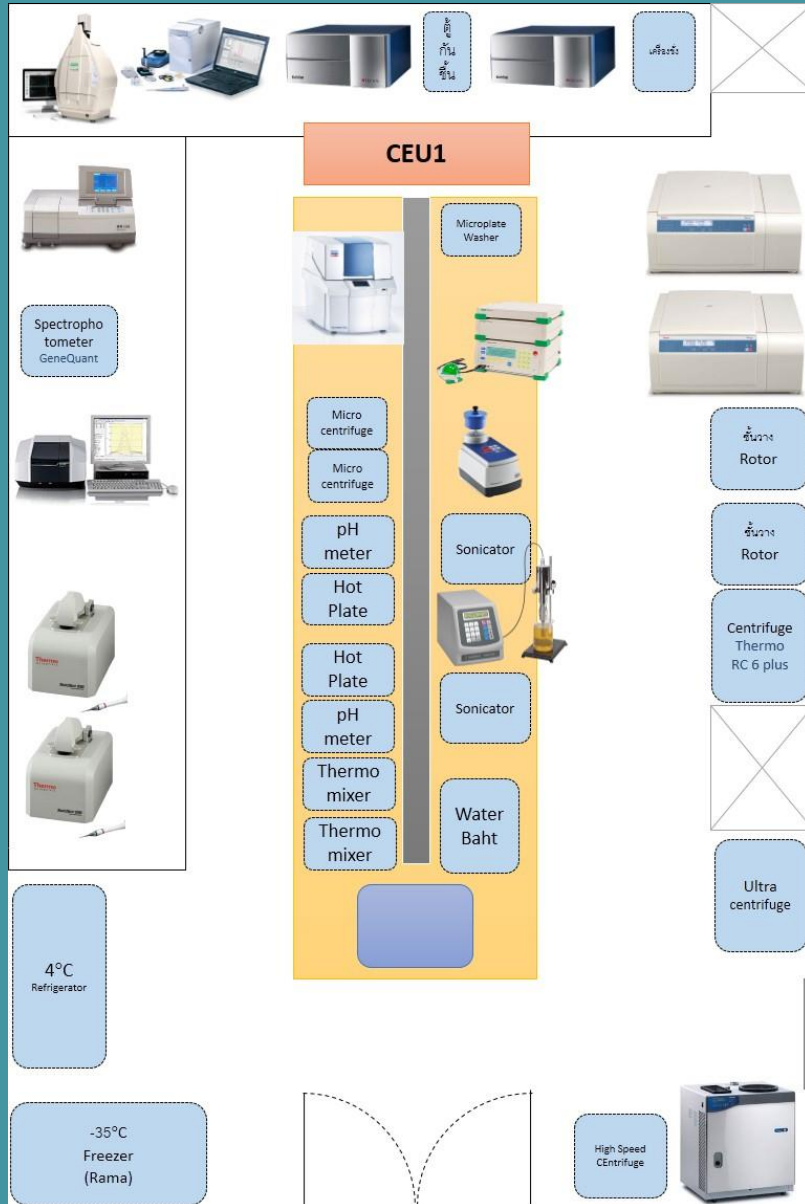 ตู้
กัน
ชื้น
เครื่องชั่ง
CEU1
Microplate
Washer
Spectropho
tometer
GeneQuant
Micro
centrifuge
Micro
centrifuge
pH
meter
Hot
Plate
Hot
Plate
pH
meter
Thermo
mixer
Thermo
mixer
Sonicator
Sonicator
Water
Baht
ชั้นวาง
Rotor
ชั้นวาง
Rotor
Centrifuge
Thermo
RC 6 plus
Ultra
centrifuge
Thermo
Thermo
4°C
Refrigerator
-35°C
Freezer
(Rama)
High Speed
CEntrifuge